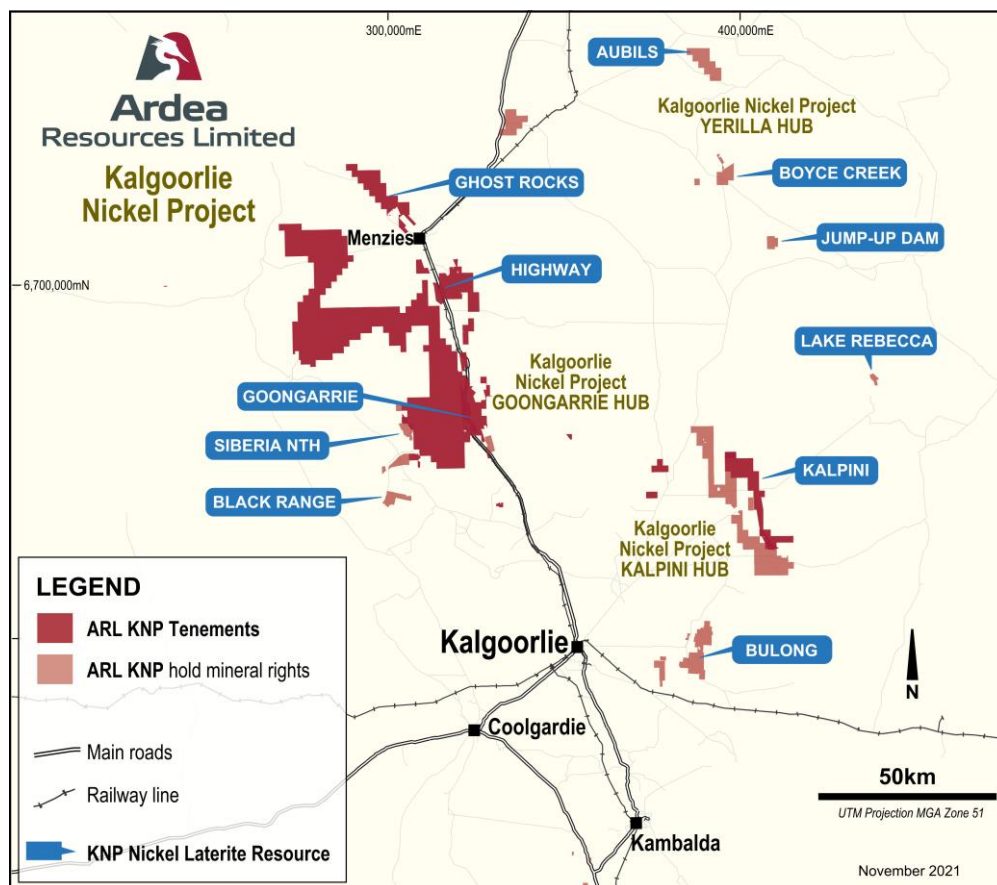 300,000mE
400,000mE
Ardea
Resources Limited
Kalgoorlie
Nickel Project
AUBILS
Kalgoorlie Nickel Project
YERILLA HUB
BOYCE CREEK
GHOST ROCKS
Menzies
JUMP-UP DAM
HIGHWAY
6,700,000mN
LAKE REBECCA
Kalgoorlie
Nickel Project
GOONGARRIE HUB
GOONGARRIE
SIBERIA NTH
BLACK RANGE
KALPINI
Kalgoorlie
Nickel Project
KALPINI HUB
LEGEND
ARL KNP Tenements
ARL KNP hold mineral rights
Main roads
Railway line
KNP Nickel Laterite Resource
Kalgoorlie
BULONG
N
Coolgardie
50km
UTM Projection MGA Zone 51
Kambalda
November 2021